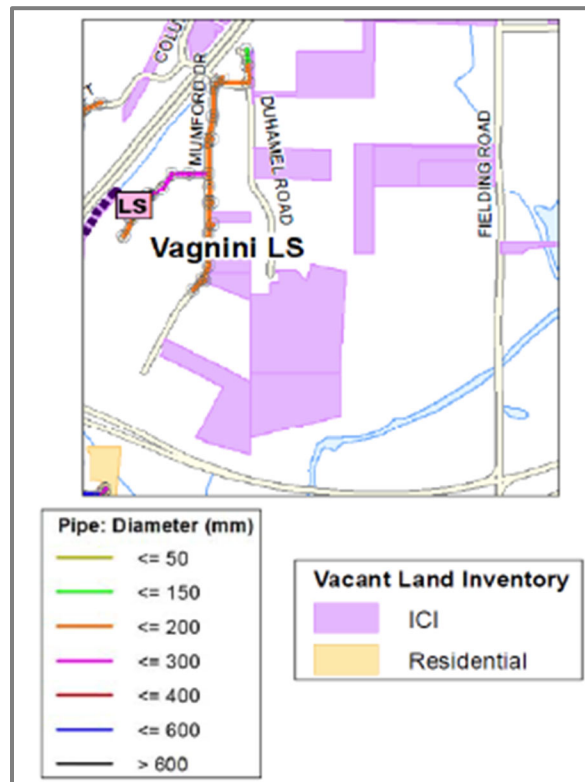 COLU
T
MUMFORD DR
DUHAMEL ROAD
FIELDING ROAD
LS
Vagnini LS
Pipe: Diameter (mm)
<= 50
<= 150
<= 200
<= 300
<= 400
<= 600
> 600
Vacant Land Inventory
ICI
Residential